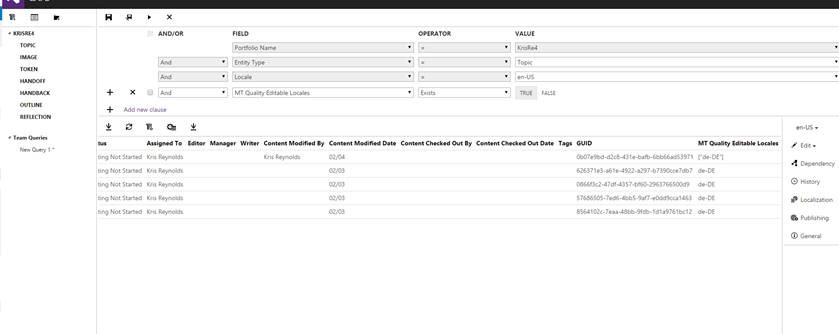 KRISRE4
TOPIC
IMAGE
TOKEN
HANDOFF
HANDBACK
OUTLINE
REFLECTION
Team Queries
New Query 1 *
AND/OR FIELD OPERATOR VALUE
Portfolio Name = KrisRe4
And Entity Type = Topic
And Locale = en-US
And MT Quality Editable Locales Exists TRUE FALSE
Add new clause
tus Assigned To Editor Manager Writer Content Modified By Content Modified Date Content Checked Out By Content Checked Out Date Tags GUID MT Quality Editable Locales
ting Not Started Kris Reynolds Kris Reynolds 02/04 0b07e9bd-d2c8-431e-bafb-6bb66ad53971 ["de-DE"]
ting Not Started Kris Reynolds 02/03 626371e3-a61e-4922-a297-b7390cce7db7 de-DE
ting Not Started Kris Reynolds 02/03 0866f3c2-47df-4357-bf60-2963766500d9 de-DE
ting Not Started Kris Reynolds 02/03 57686505-7ed6-4bb5-9af7-e0dd9cca1463 de-DE
ting Not Started Kris Reynolds 02/03 8564102c-7eaa-48bb-9fdb-1d1a9761bc12 de-DE
en-US
Edit
Dependency
History
Localization
Publishing
General